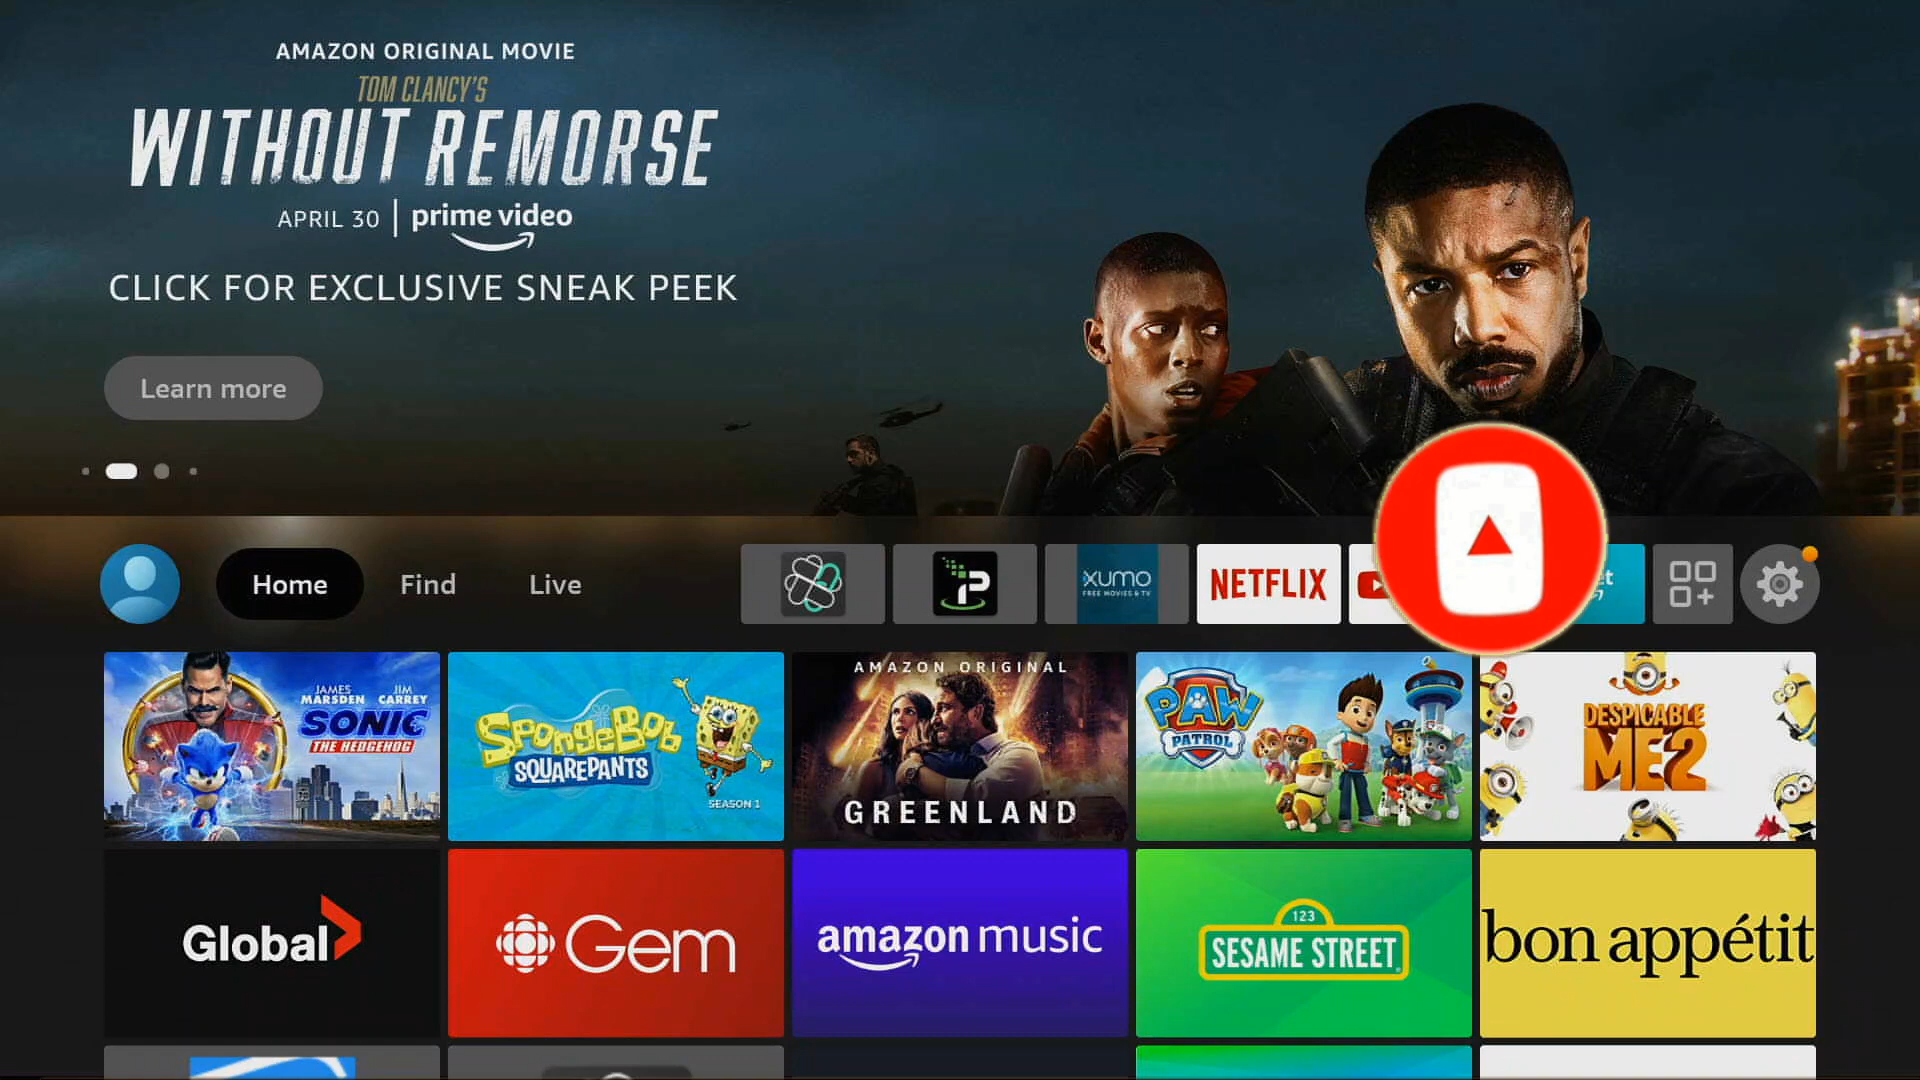 AMAZON ORIGINAL MOVIE
TOM CLANCY'S
WITHOUT REMORSE
APRIL 30 | prime video
CLICK FOR EXCLUSIVE SNEAK PEEK
Learn more
Home Find Live
xumo
FREE MOVIES & TV
NETFLIX
JAMES MARSDEN
JIM CARREY
SONIC
THE HEDGEHOG
SPONGEBOB
SQUAREPANTS
SEASON 1
AMAZON ORIGINAL
GREENLAND
PAW
PATROL
DESPICABLE
ME2
Global
Gem
amazon music
123
SESAME STREET
bon appétit